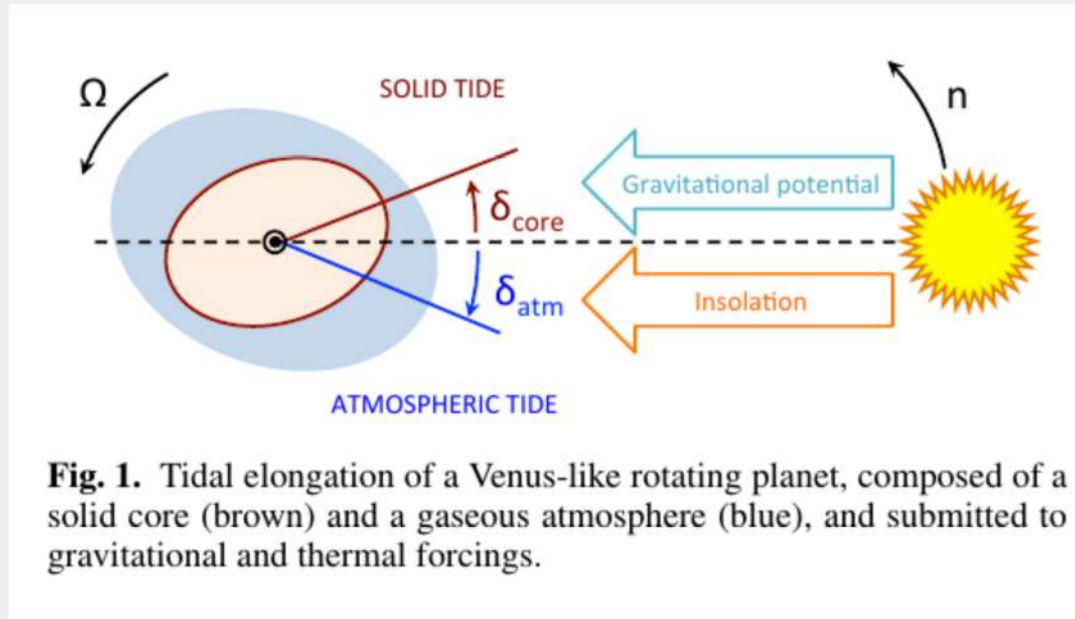 Ω
SOLID TIDE
n
Gravitational potential
δcore
δatm
Insolation
ATMOSPHERIC TIDE
Fig. 1. Tidal elongation of a Venus-like rotating planet, composed of a
solid core (brown) and a gaseous atmosphere (blue), and submitted to
gravitational and thermal forcings.